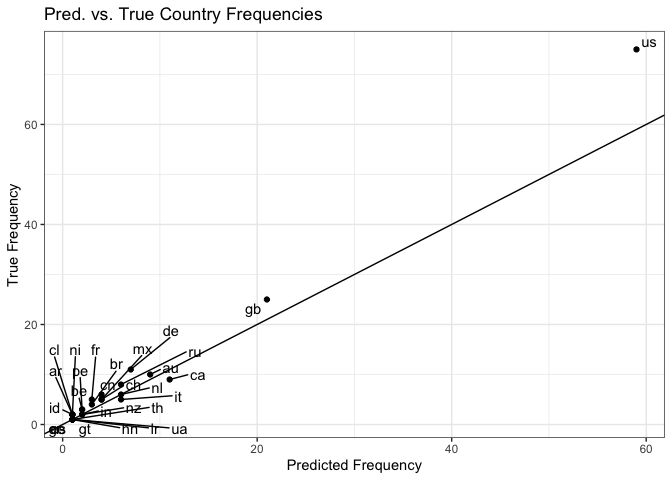 Pred. vs. True Country Frequencies
us
60
True Frequency
40
gb
20
de
cl ni fr mx ru
br
ar pe au
ca
cn ch
be nl
it
id in nz th
0
gt hn ua
0 20 40 60
Predicted Frequency